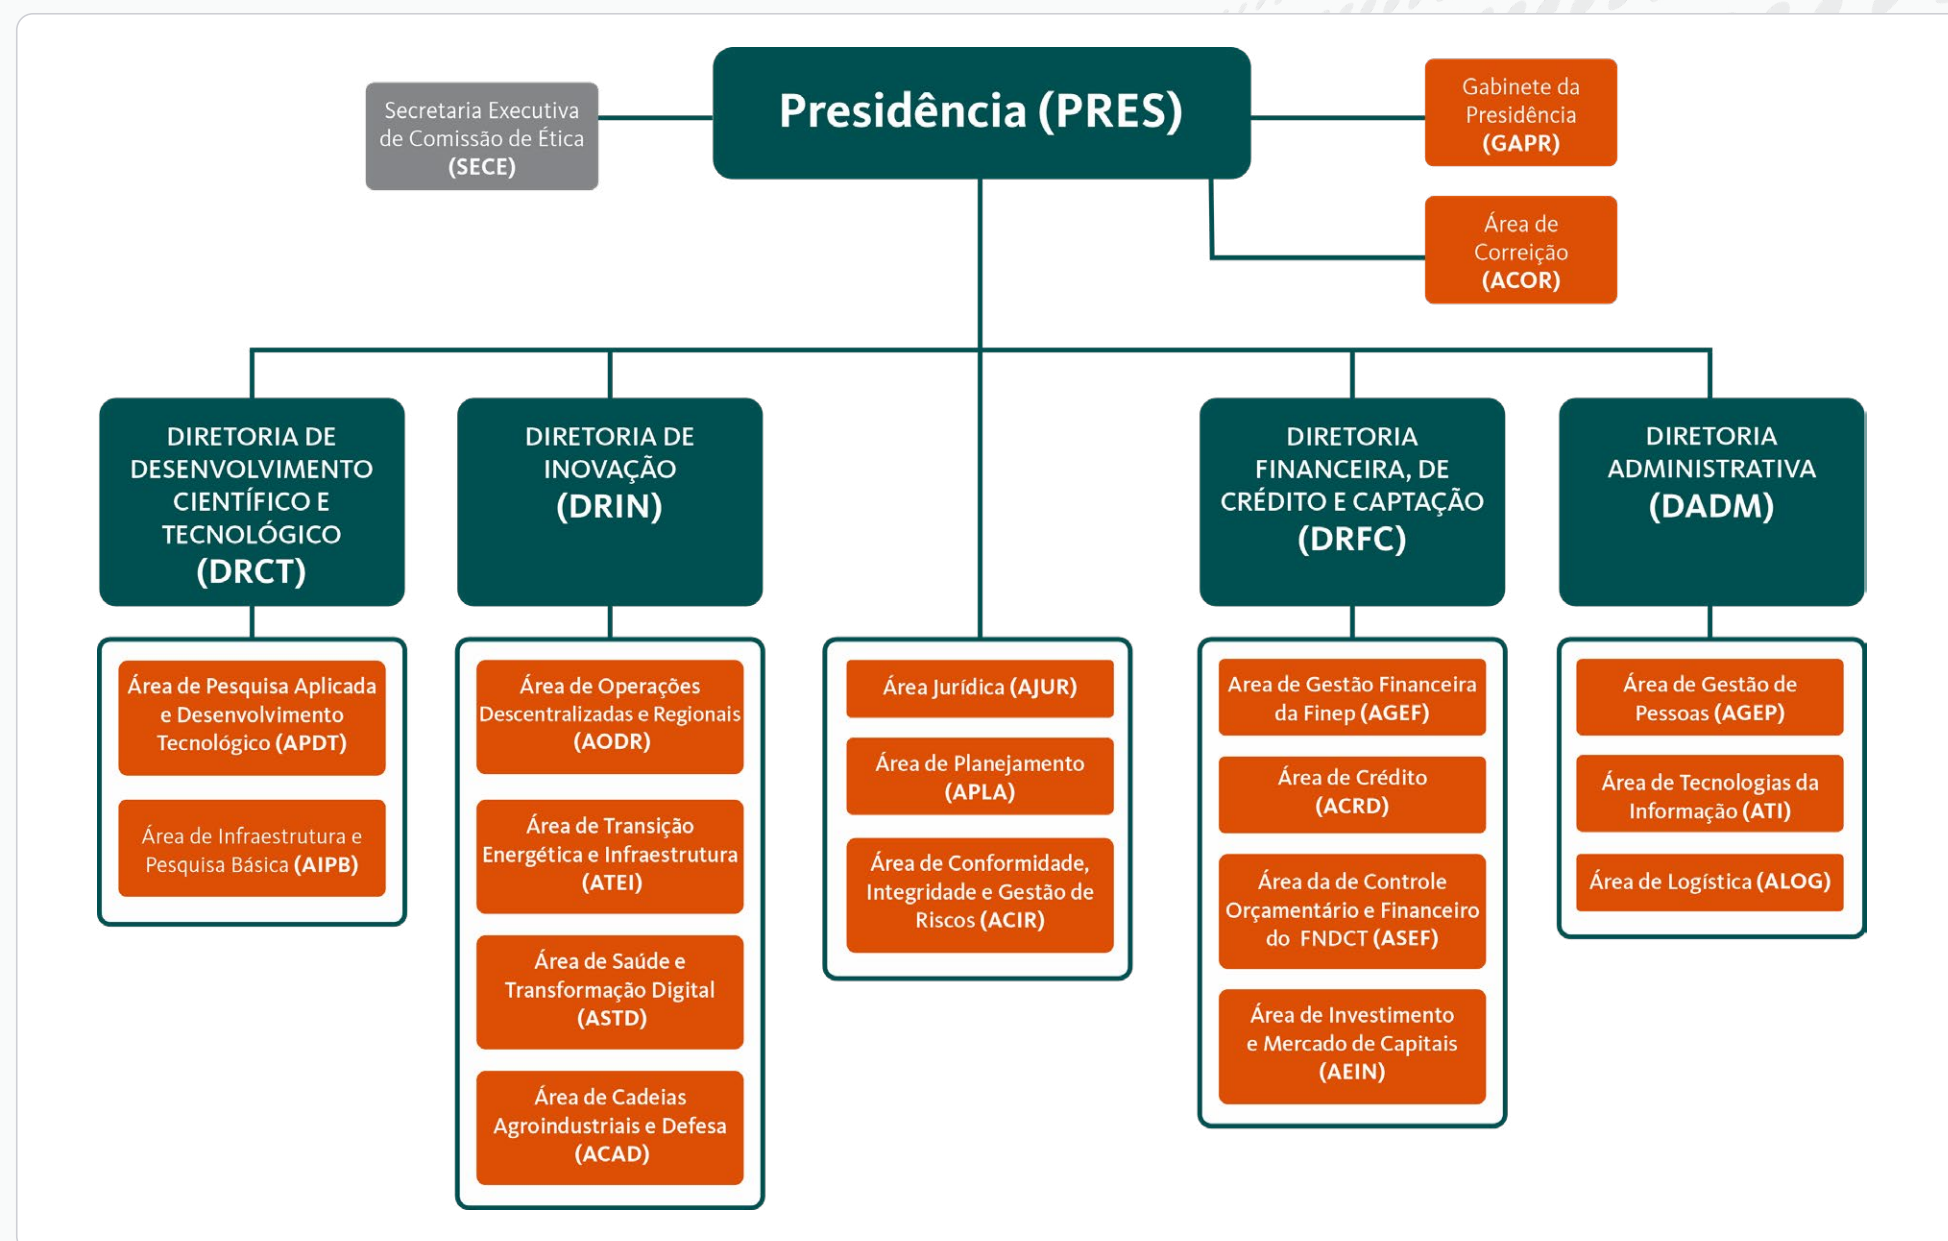 Secretaria Executiva
de Comissão de Ética
(SECE)
Presidência (PRES)
Gabinete da
Presidência
(GAPR)
Área de
Correição
(ACOR)
DIRETORIA DE
DESENVOLVIMENTO
CIENTÍFICO E
TECNOLÓGICO
(DRCT)
Área de Pesquisa Aplicada
e Desenvolvimento
Tecnológico (APDT)
Área de Infraestrutura e
Pesquisa Básica (AIPB)
DIRETORIA DE
INOVAÇÃO
(DRIN)
Área de Operações
Descentralizadas e Regionais
(AODR)
Área de Transição
Energética e Infraestrutura
(ATEI)
Área de Saúde e
Transformação Digital
(ASTD)
Área de Cadeias
Agroindustriais e Defesa
(ACAD)
Área Jurídica (AJUR)
Área de Planejamento
(APLA)
Área de Conformidade,
Integridade e Gestão de
Riscos (ACIR)
DIRETORIA
FINANCEIRA, DE
CRÉDITO E CAPTAÇÃO
(DRFC)
Area de Gestão Financeira
da Finep (AGEF)
Área de Crédito
(ACRD)
Área da de Controle
Orçamentário e Financeiro
do FNDCT (ASEF)
Área de Investimento
e Mercado de Capitais
(AEIN)
DIRETORIA
ADMINISTRATIVA
(DADM)
Área de Gestão de
Pessoas (AGEP)
Área de Tecnologias da
Informação (ATI)
Área de Logística (ALOG)